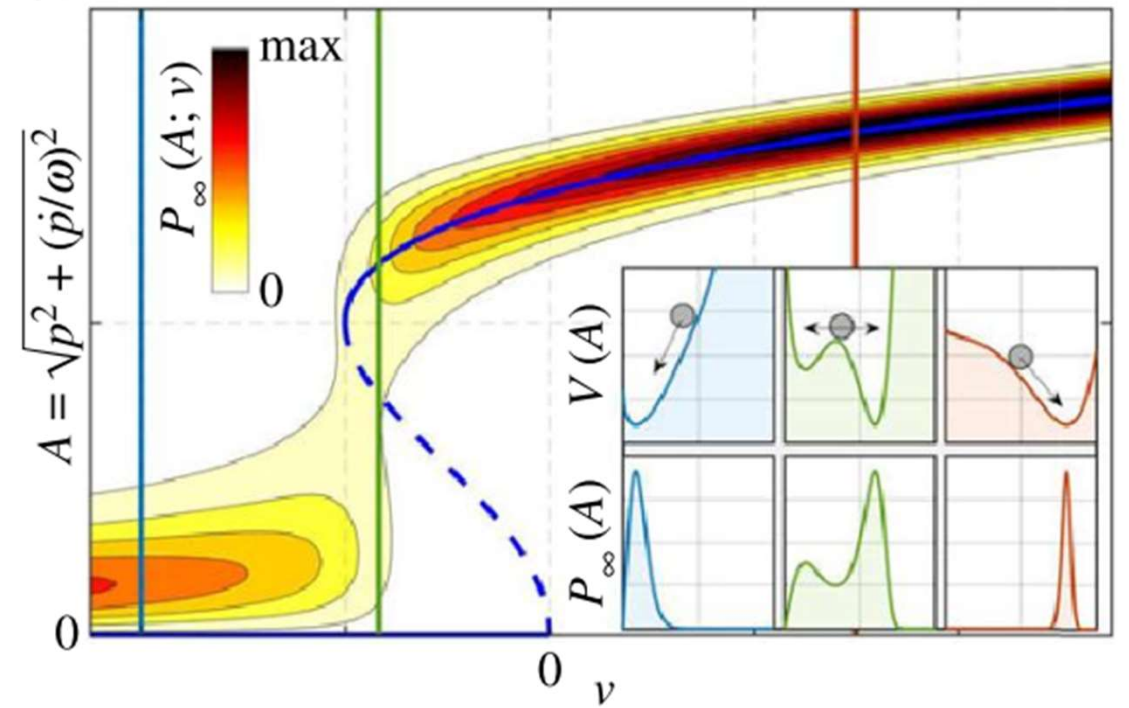 max
P∞(A; ν)
0
A = √p² + (ṗ/ω)²
V(A)
P∞(A)
0
0
ν